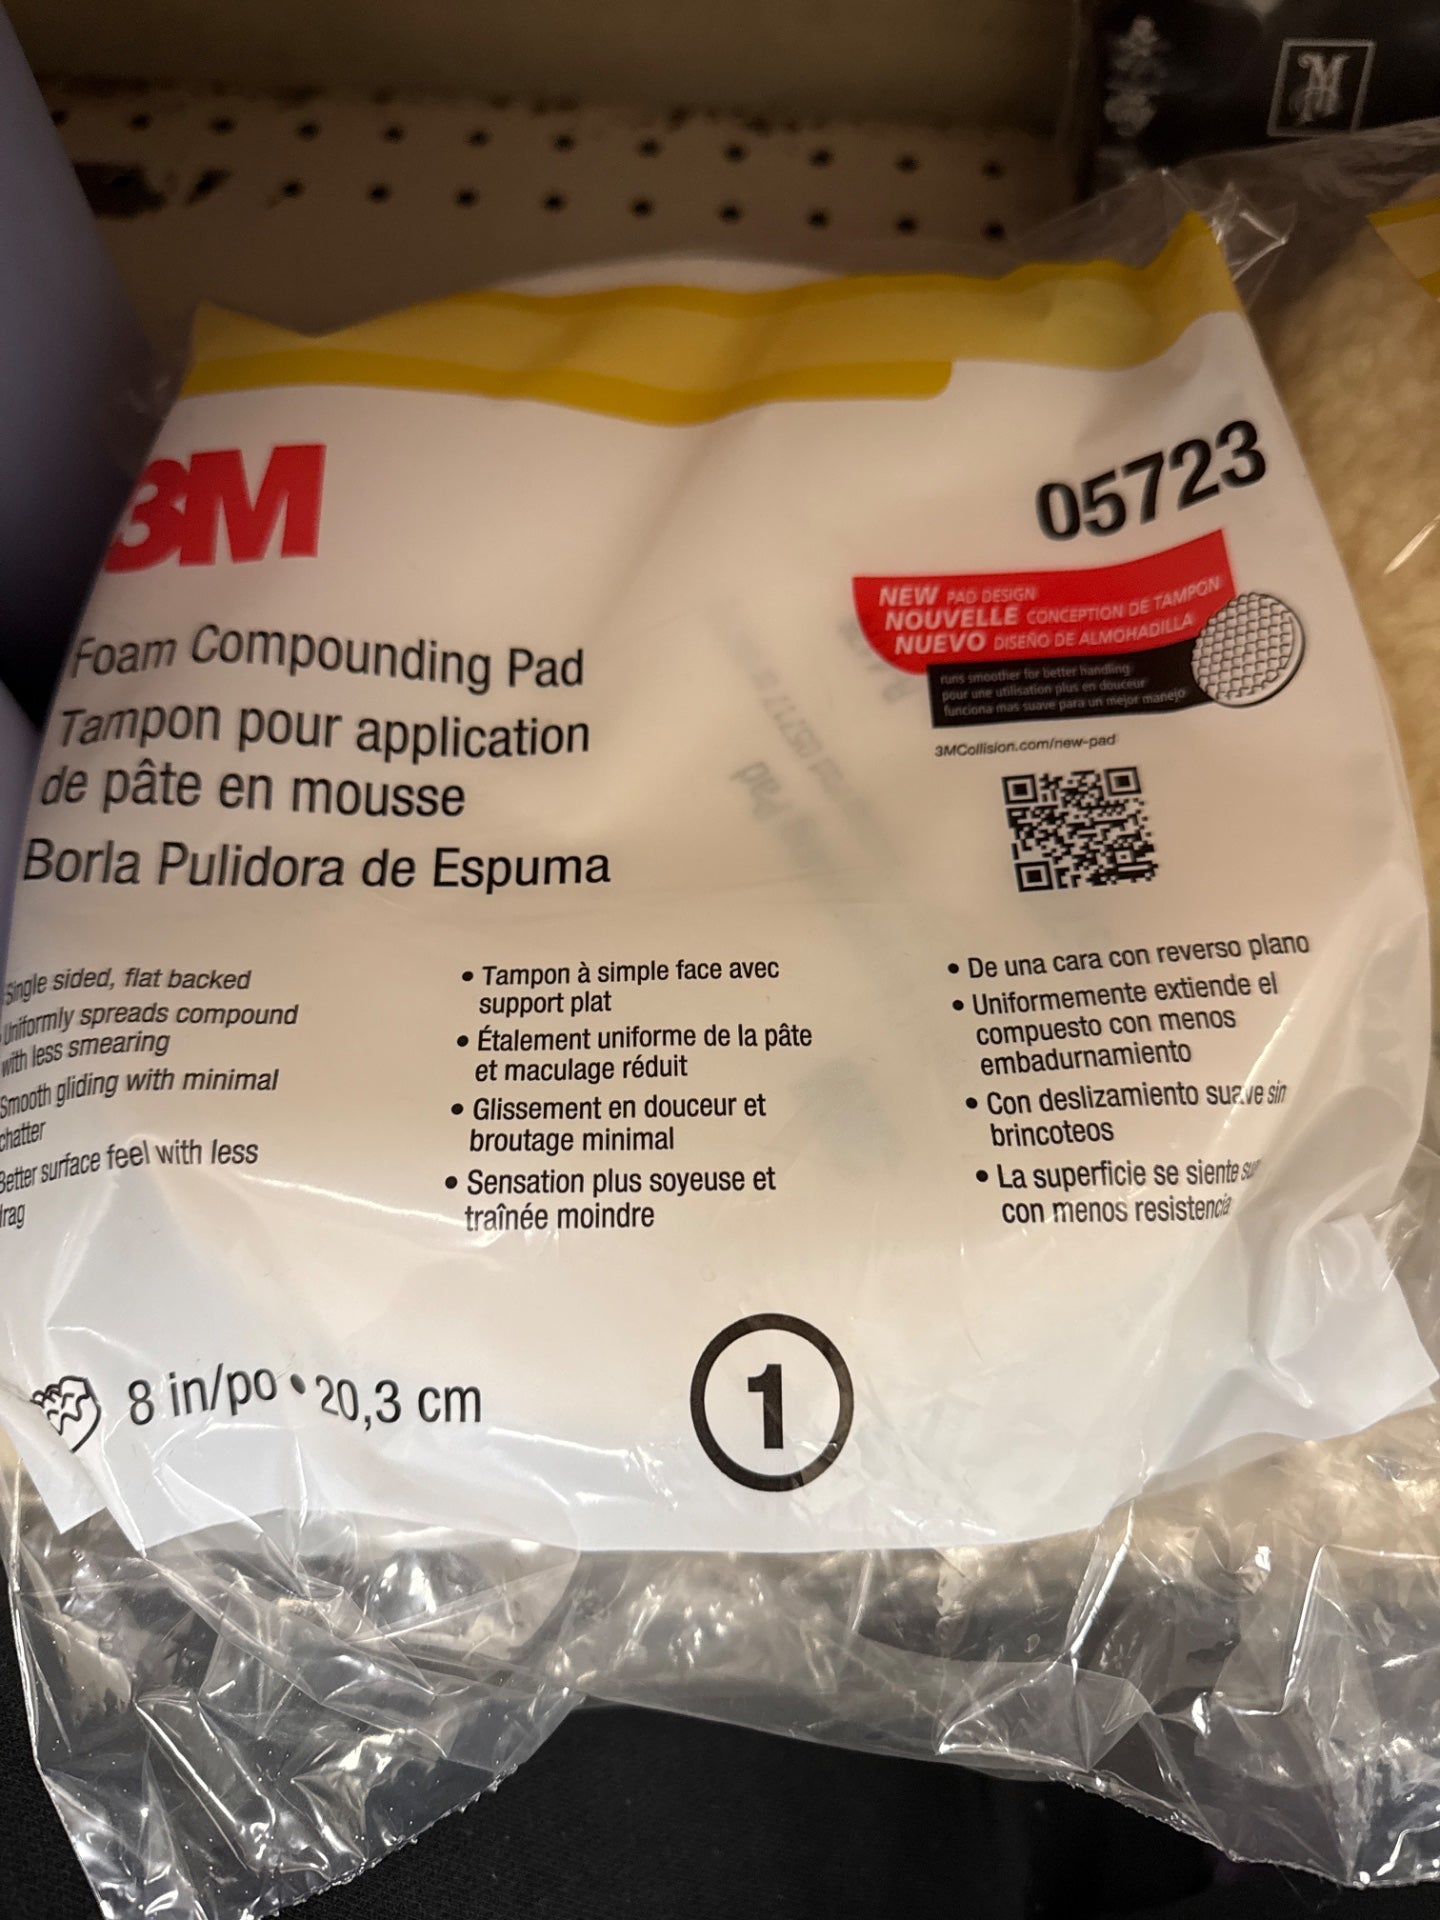 3M
05723
NEW PAD DESIGN
NOUVELLE CONCEPTION DE TAMPON
NUEVO DISEÑO DE ALMOHADILLA
runs smoother for better handling
pour une utilisation plus en douceur
funciona mas suave para un mejor manejo
3MCollision.com/new-pad
Foam Compounding Pad
Tampon pour application
de pâte en mousse
Borla Pulidora de Espuma
Single sided, flat backed
Uniformly spreads compound
with less smearing
Smooth gliding with minimal
chatter
Better surface feel with less
• Tampon à simple face avec
support plat
• Étalement uniforme de la pâte
et maculage réduit
• Glissement en douceur et
broutage minimal
• Sensation plus soyeuse et
traînée moindre
• De una cara con reverso plano
• Uniformemente extiende el
compuesto con menos
embadurnamiento
• Con deslizamiento suave sin
brincoteos
• La superficie se siente
con menos resistencia
8 in/po • 20,3 cm
1